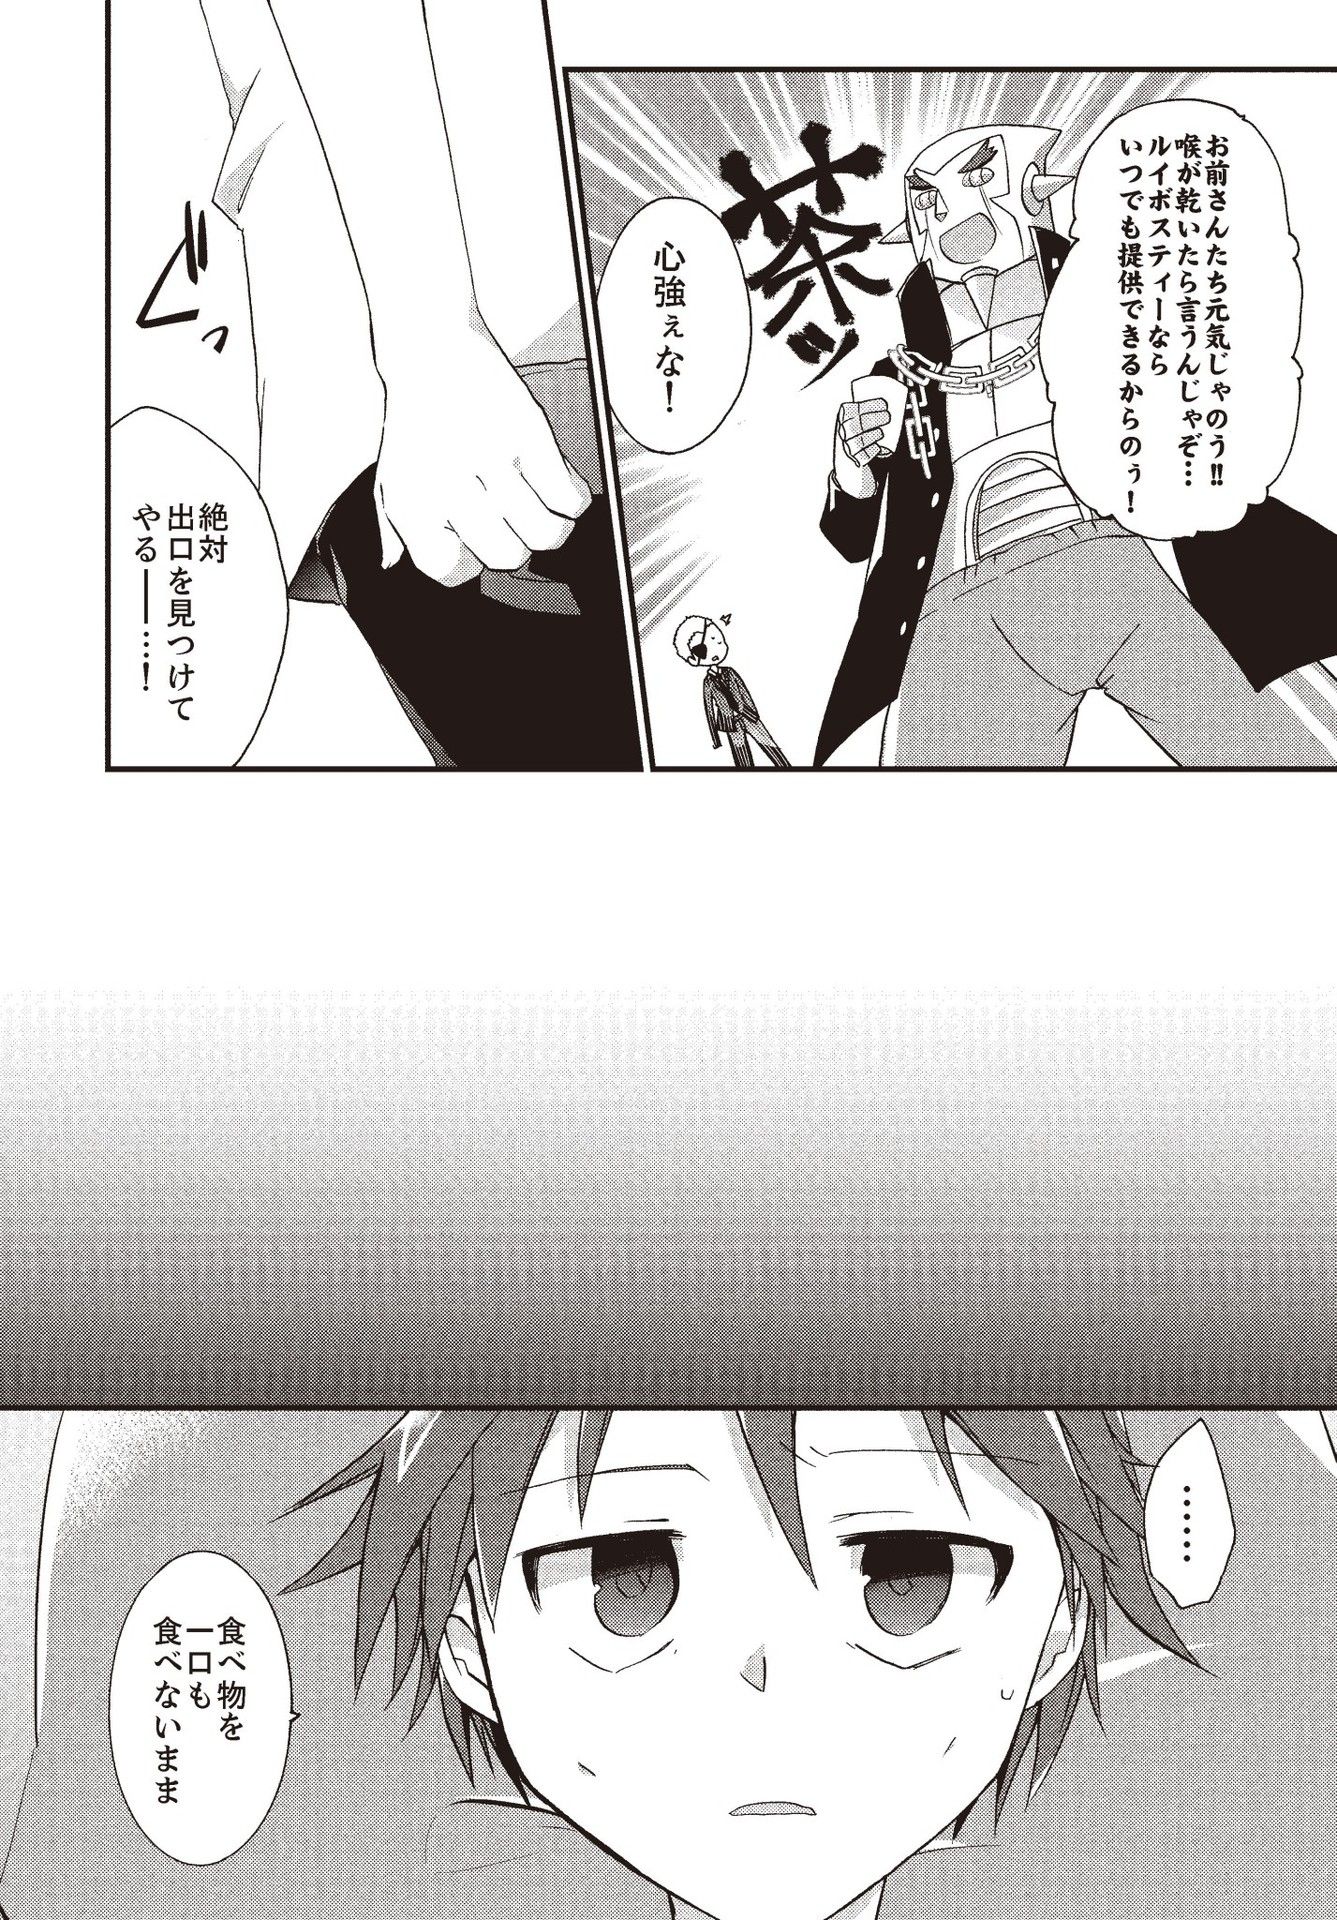 お前さんたち元気じゃのう!!
喉が乾いたら言うんじゃぞ…
ルイボスティーなら
いつでも提供できるからのぅ!
茶ッ
心強ぇな!
絶対
出口を見つけて
やる――…!
……
食べ物を
一口も
食べないまま